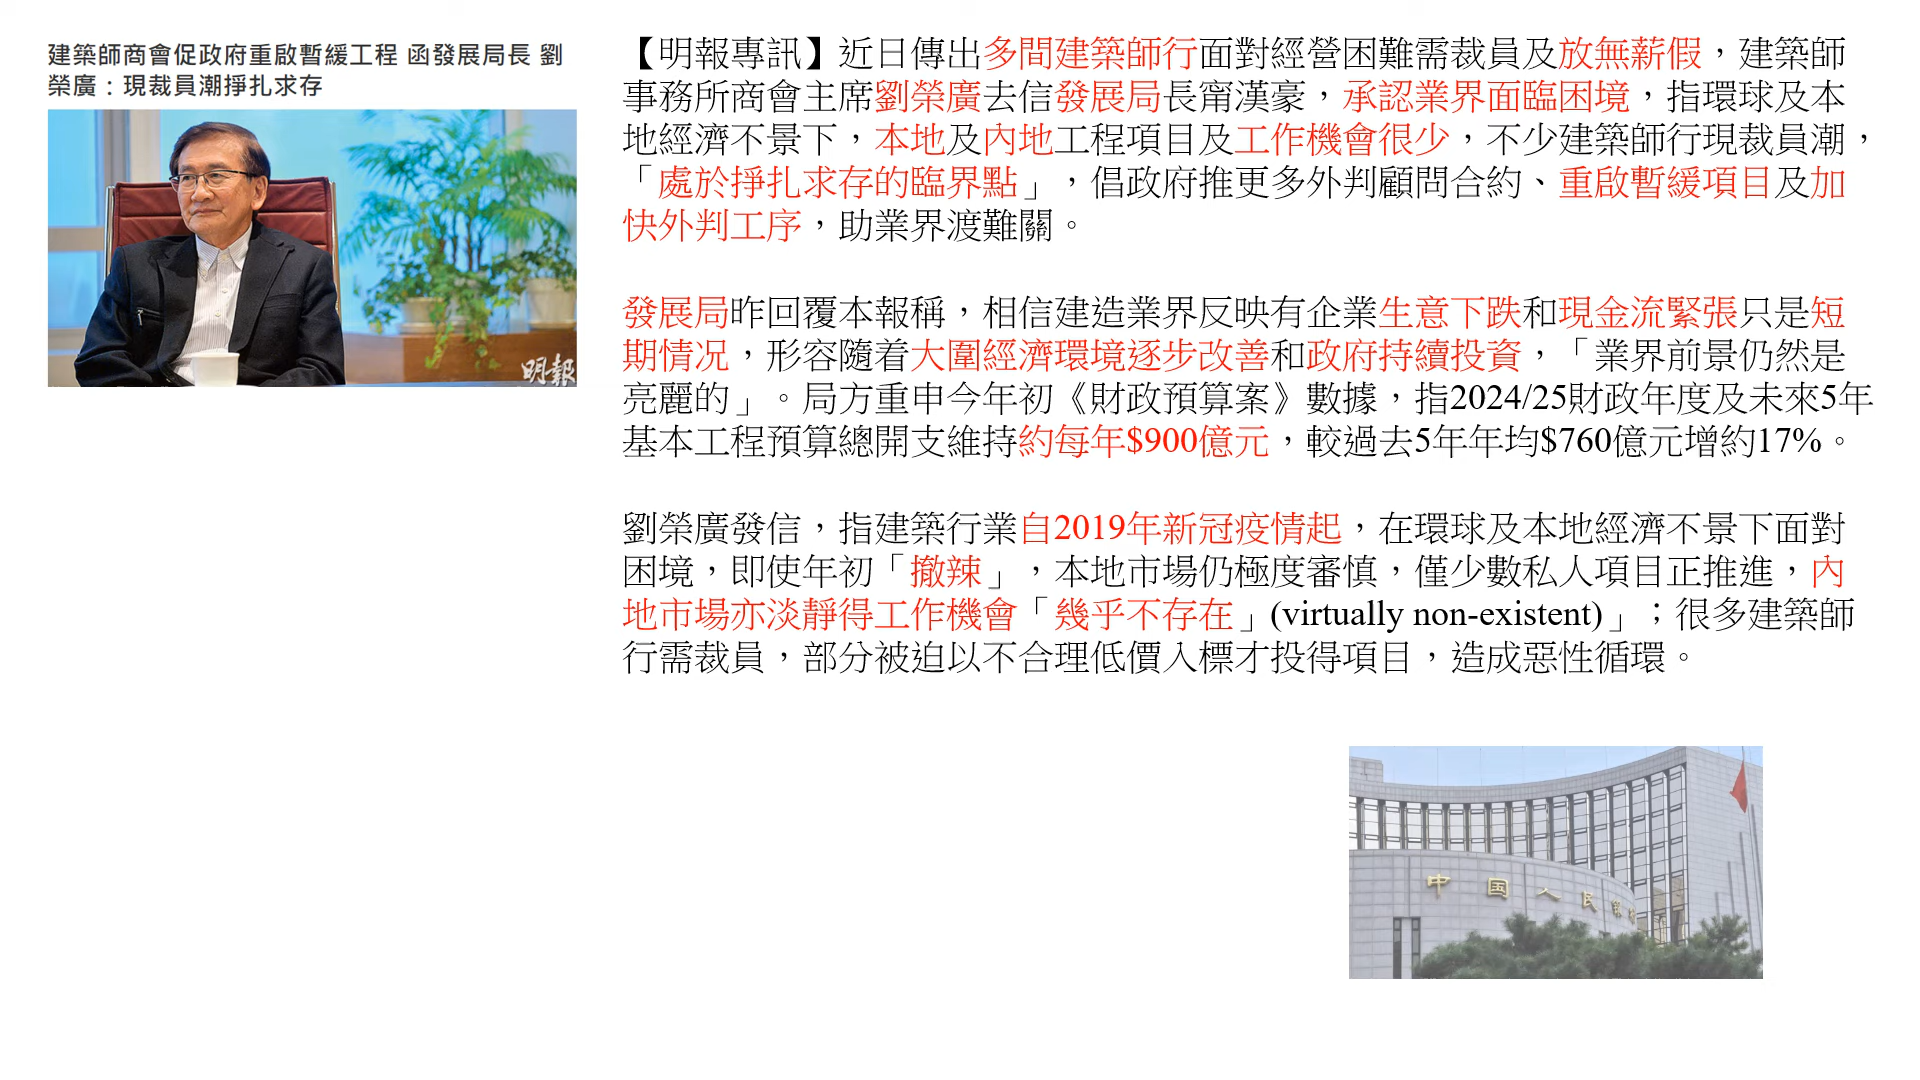 建築師商會促政府重啟暫緩工程 函發展局長 劉
榮廣：現裁員潮掙扎求存
明報
【明報專訊】近日傳出多間建築師行面對經營困難需裁員及放無薪假，建築師
事務所商會主席劉榮廣去信發展局長甯漢豪，承認業界面臨困境，指環球及本
地經濟不景下，本地及內地工程項目及工作機會很少，不少建築師行現裁員潮，
「處於掙扎求存的臨界點」，倡政府推更多外判顧問合約、重啟暫緩項目及加
快外判工序，助業界渡難關。
發展局昨回覆本報稱，相信建造業界反映有企業生意下跌和現金流緊張只是短
期情況，形容隨着大圍經濟環境逐步改善和政府持續投資，「業界前景仍然是
亮麗的」。局方重申今年初《財政預算案》數據，指2024/25財政年度及未來5年
基本工程預算總開支維持約每年$900億元，較過去5年年均$760億元增約17%。
劉榮廣發信，指建築行業自2019年新冠疫情起，在環球及本地經濟不景下面對
困境，即使年初「撤辣」，本地市場仍極度審慎，僅少數私人項目正推進，內
地市場亦淡靜得工作機會「幾乎不存在」(virtually non-existent)」；很多建築師
行需裁員，部分被迫以不合理低價入標才投得項目，造成惡性循環。
中国人民银